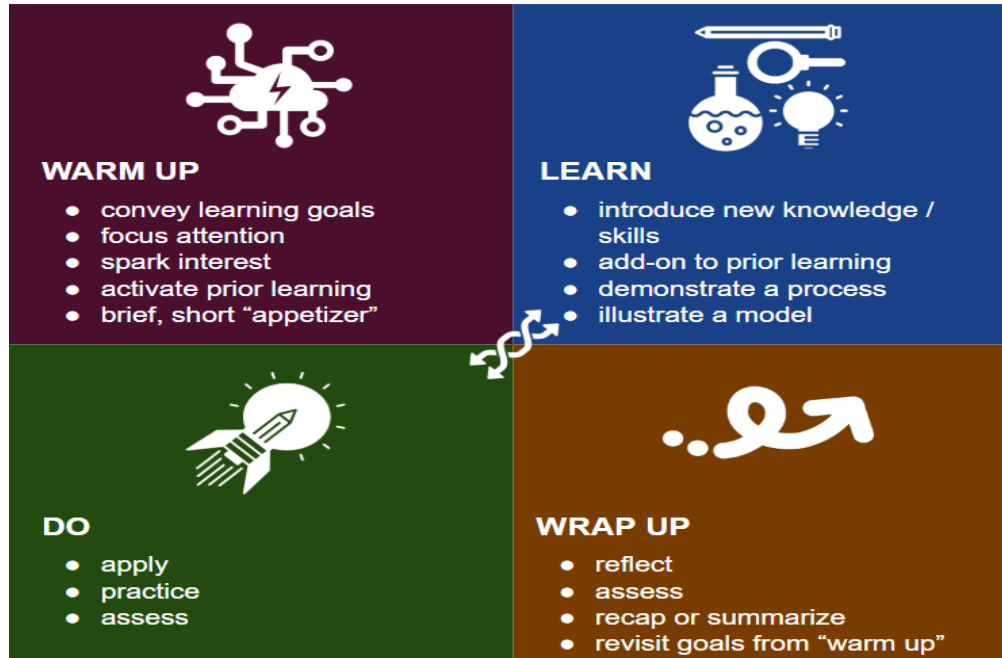 WARM UP
● convey learning goals
● focus attention
● spark interest
● activate prior learning
● brief, short “appetizer”
LEARN
● introduce new knowledge /
skills
● add-on to prior learning
● demonstrate a process
● illustrate a model
DO
● apply
● practice
● assess
WRAP UP
● reflect
● assess
● recap or summarize
● revisit goals from “warm up”